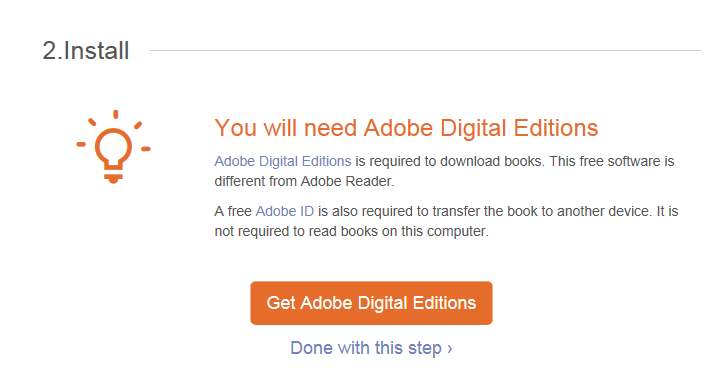 2.Install
You will need Adobe Digital Editions
Adobe Digital Editions is required to download books. This free software is
different from Adobe Reader.
A free Adobe ID is also required to transfer the book to another device. It is
not required to read books on this computer.
Get Adobe Digital Editions
Done with this step ›